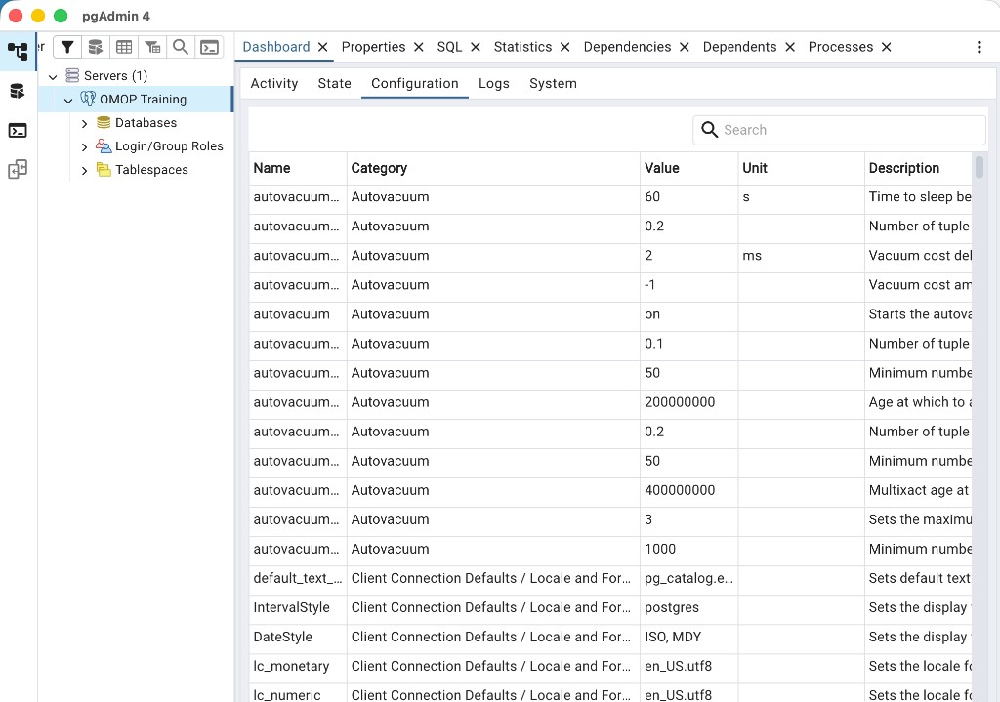 pgAdmin 4
er
Dashboard Properties SQL Statistics Dependencies Dependents Processes
Servers (1)
OMOP Training
Databases
Login/Group Roles
Tablespaces
Activity State Configuration Logs System
Search
Name Category Value Unit Description
autovacuum... Autovacuum 60 s Time to sleep be
autovacuum... Autovacuum 0.2 Number of tuple
autovacuum... Autovacuum 2 ms Vacuum cost del
autovacuum... Autovacuum -1 Vacuum cost am
autovacuum Autovacuum on Starts the autova
autovacuum... Autovacuum 0.1 Number of tuple
autovacuum... Autovacuum 50 Minimum numbe
autovacuum... Autovacuum 200000000 Age at which to a
autovacuum... Autovacuum 0.2 Number of tuple
autovacuum... Autovacuum 50 Minimum numbe
autovacuum... Autovacuum 400000000 Multixact age at
autovacuum... Autovacuum 3 Sets the maximu
autovacuum... Autovacuum 1000 Minimum numbe
default_text_... Client Connection Defaults / Locale and For... pg_catalog.e... Sets default text
IntervalStyle Client Connection Defaults / Locale and For... postgres Sets the display
DateStyle Client Connection Defaults / Locale and For... ISO, MDY Sets the display
lc_monetary Client Connection Defaults / Locale and For... en_US.utf8 Sets the locale fo
lc_numeric Client Connection Defaults / Locale and For... en_US.utf8 Sets the locale fo